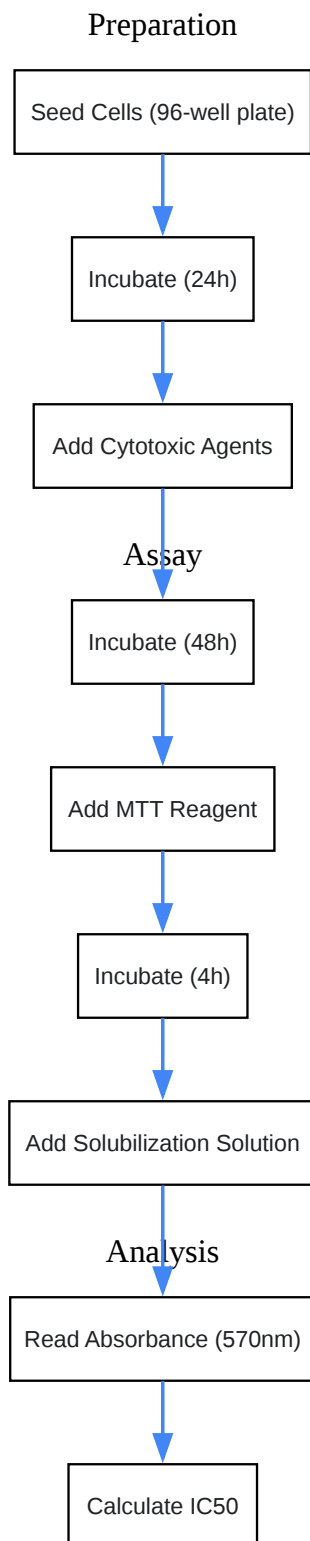 Preparation
Seed Cells (96-well plate)
Incubate (24h)
Add Cytotoxic Agents
Assay
Incubate (48h)
Add MTT Reagent
Incubate (4h)
Add Solubilization Solution
Analysis
Read Absorbance (570nm)
Calculate IC50